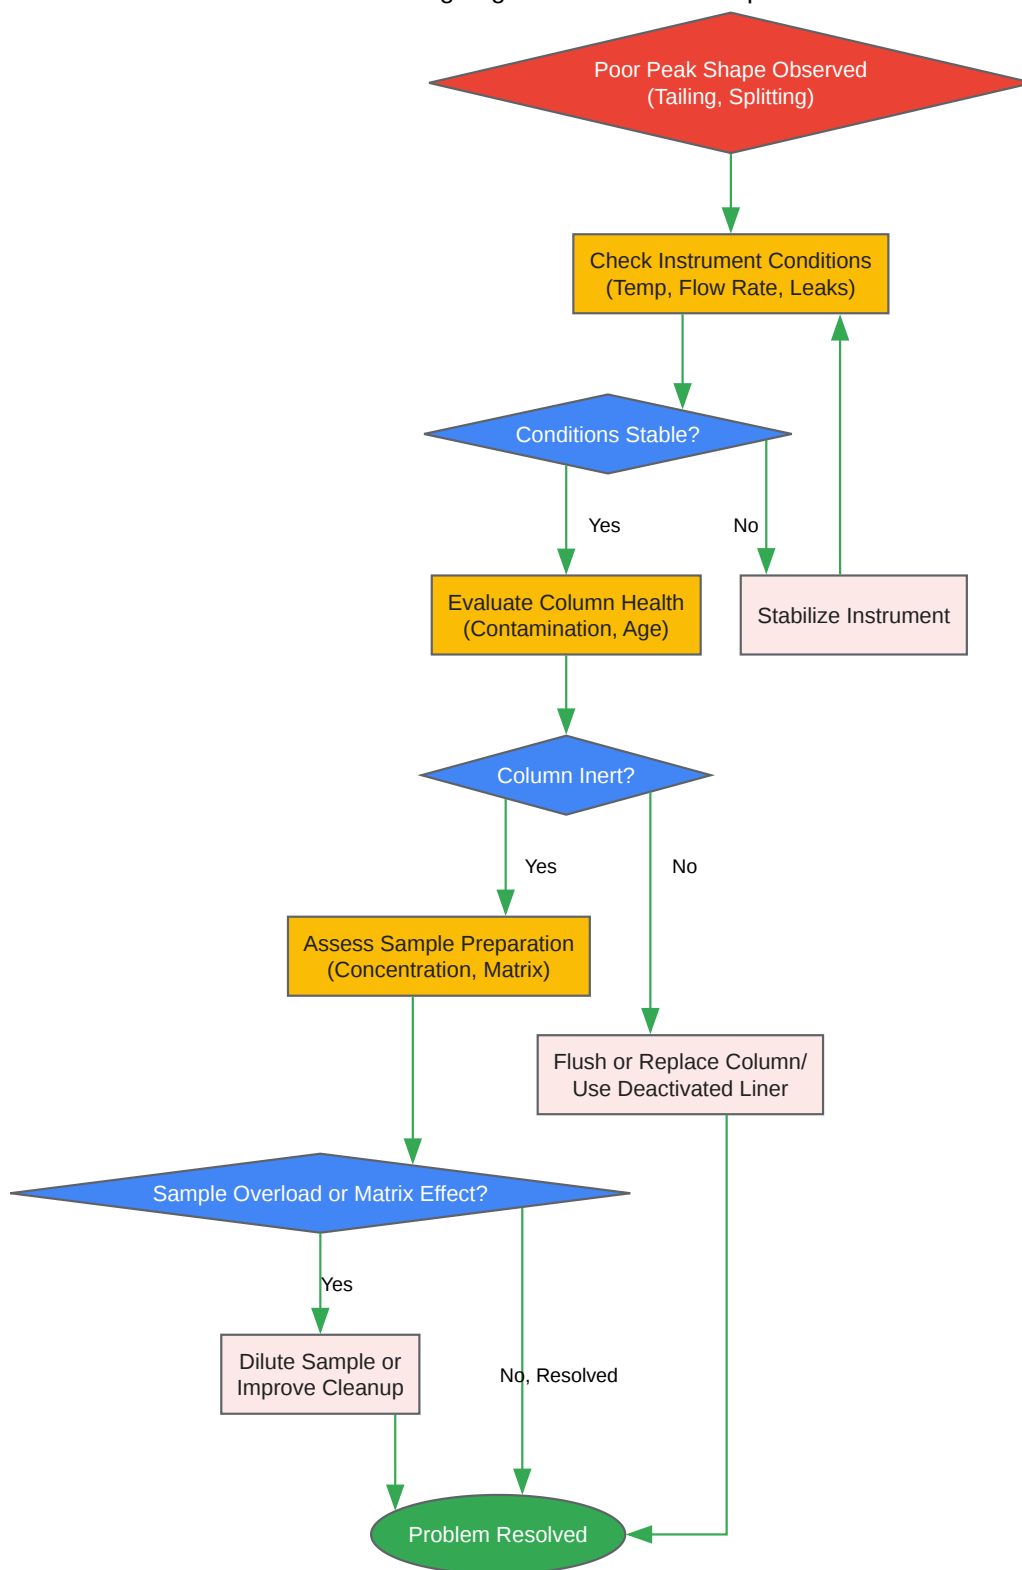 Poor Peak Shape Observed
(Tailing, Splitting)
Check Instrument Conditions
(Temp, Flow Rate, Leaks)
Conditions Stable?
Yes
No
Evaluate Column Health
(Contamination, Age)
Stabilize Instrument
Column Inert?
Yes
No
Assess Sample Preparation
(Concentration, Matrix)
Flush or Replace Column/
Use Deactivated Liner
Sample Overload or Matrix Effect?
Yes
Dilute Sample or
Improve Cleanup
No, Resolved
Problem Resolved